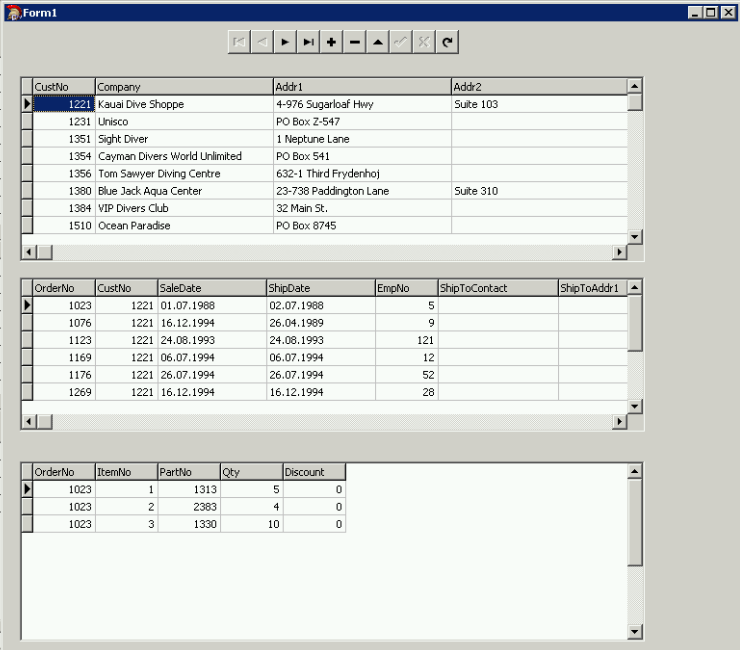 Form1
CustNo Company Addr1 Addr2
1221 Kauai Dive Shoppe 4-976 Sugarloaf Hwy Suite 103
1231 Unisco PO Box Z-547
1351 Sight Diver 1 Neptune Lane
1354 Cayman Divers World Unlimited PO Box 541
1356 Tom Sawyer Diving Centre 632-1 Third Frydenhoj
1380 Blue Jack Aqua Center 23-738 Paddington Lane Suite 310
1384 VIP Divers Club 32 Main St.
1510 Ocean Paradise PO Box 8745
OrderNo CustNo SaleDate ShipDate EmpNo ShipToContact ShipToAddr1
1023 1221 01.07.1988 02.07.1988 5
1076 1221 16.12.1994 26.04.1989 9
1123 1221 24.08.1993 24.08.1993 121
1169 1221 06.07.1994 06.07.1994 12
1176 1221 26.07.1994 26.07.1994 52
1269 1221 16.12.1994 16.12.1994 28
OrderNo ItemNo PartNo Qty Discount
1023 1 1313 5 0
1023 2 2383 4 0
1023 3 1330 10 0